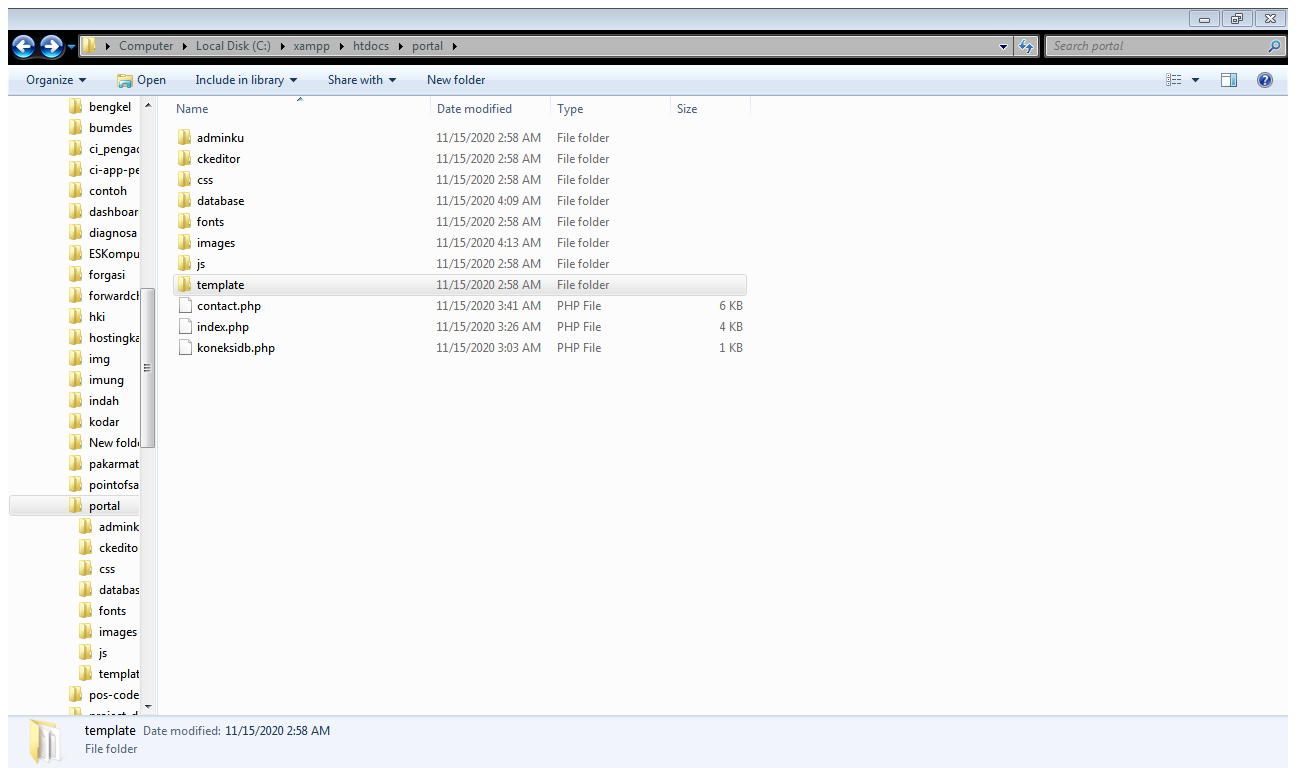 Computer Local Disk (C:) xampp htdocs portal
Search portal
Organize Open Include in library Share with New folder
bengkel
bumdes
ci_pengad
ci-app-pe
contoh
dashboar
diagnosa
ESKompu
forgasi
forwardch
hki
hostingka
img
imung
indah
kodar
New folde
pakarmat
pointofsa
portal
admink
ckedito
css
databas
fonts
images
js
templat
pos-code
Name Date modified Type Size
adminku 11/15/2020 2:58 AM File folder
ckeditor 11/15/2020 2:58 AM File folder
css 11/15/2020 2:58 AM File folder
database 11/15/2020 4:09 AM File folder
fonts 11/15/2020 2:58 AM File folder
images 11/15/2020 4:13 AM File folder
js 11/15/2020 2:58 AM File folder
template 11/15/2020 2:58 AM File folder
contact.php 11/15/2020 3:41 AM PHP File 6 KB
index.php 11/15/2020 3:26 AM PHP File 4 KB
koneksidb.php 11/15/2020 3:03 AM PHP File 1 KB
template Date modified: 11/15/2020 2:58 AM
File folder